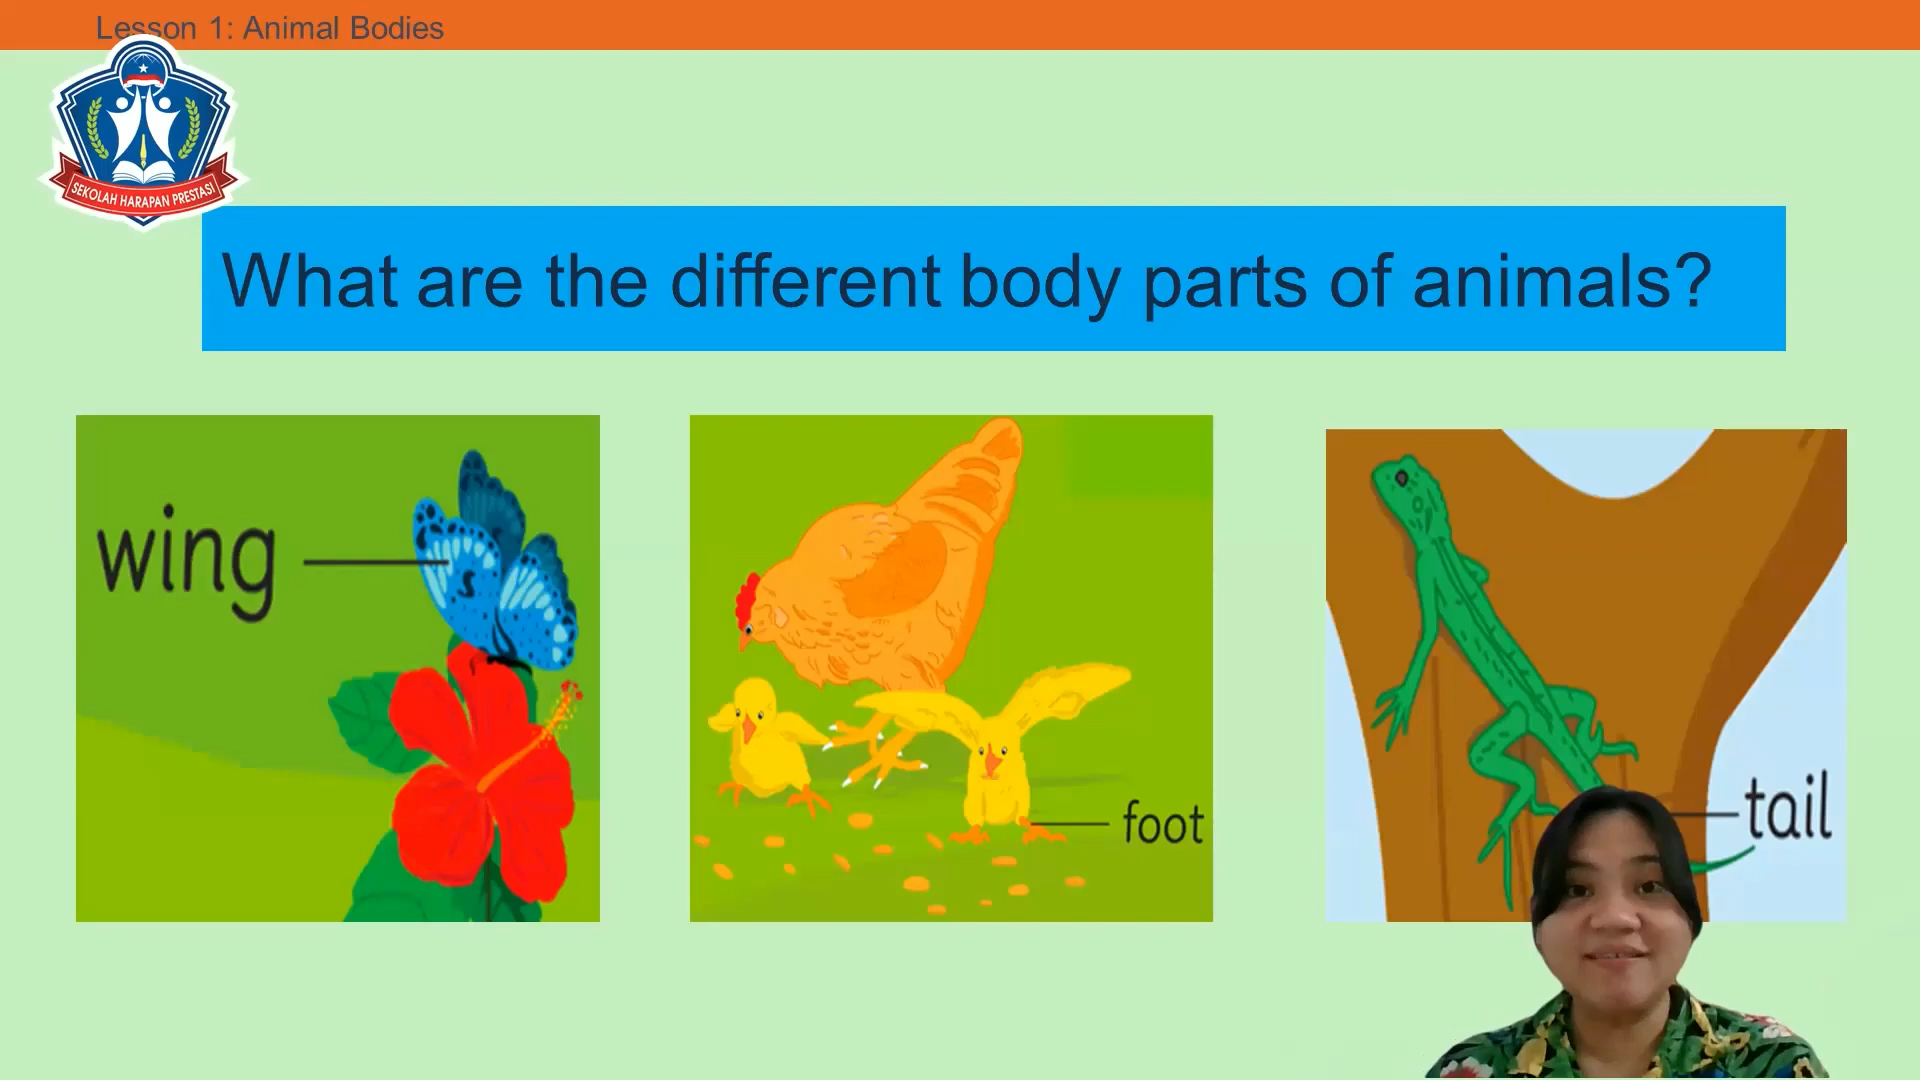 Lesson 1: Animal Bodies
SEKOLAH HARAPAN PRESTASI
What are the different body parts of animals?
wing
foot
tail